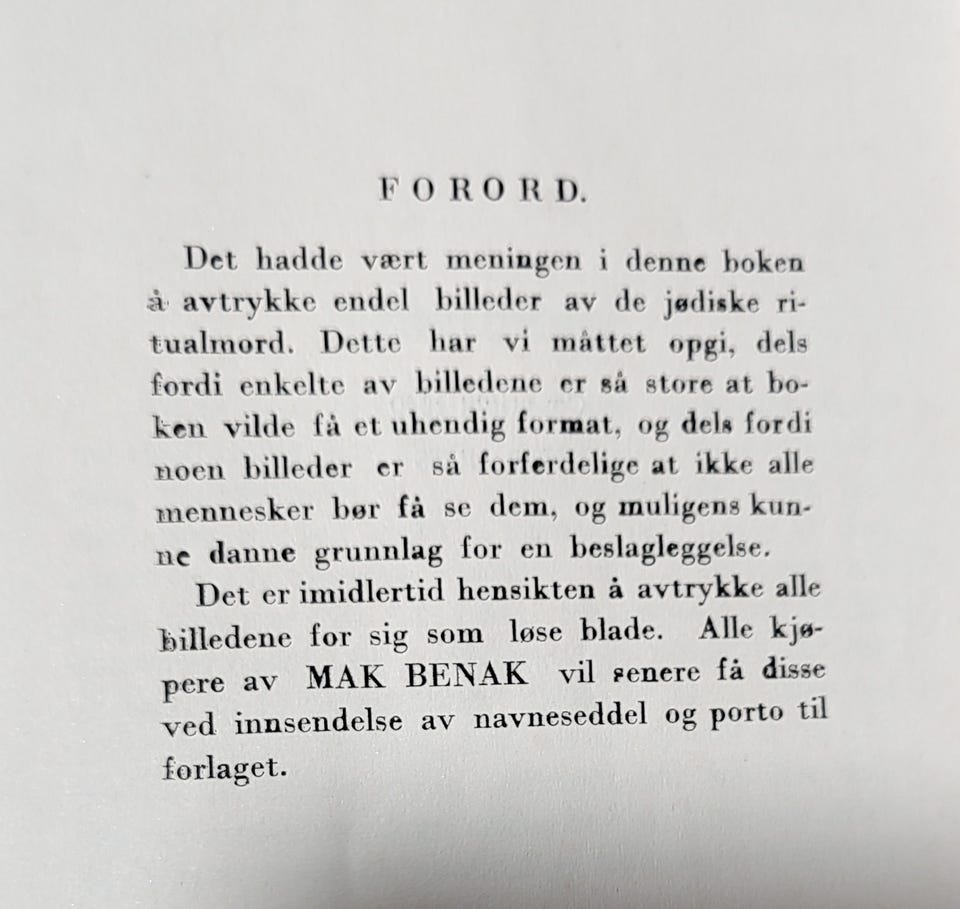 FORORD.
Det hadde vært meningen i denne boken
å avtrykke endel billeder av de jødiske ri-
tualmord. Dette har vi måttet opgi, dels
fordi enkelte av billedene er så store at bo-
ken vilde få et uhendig format, og dels fordi
noen billeder er så forferdelige at ikke alle
mennesker bør få se dem, og muligens kun-
ne danne grunnlag for en beslagleggelse.
Det er imidlertid hensikten å avtrykke alle
billedene for sig som løse blade. Alle kjø-
pere av MAK BENAK vil senere få disse
ved innsendelse av navneseddel og porto til
forlaget.